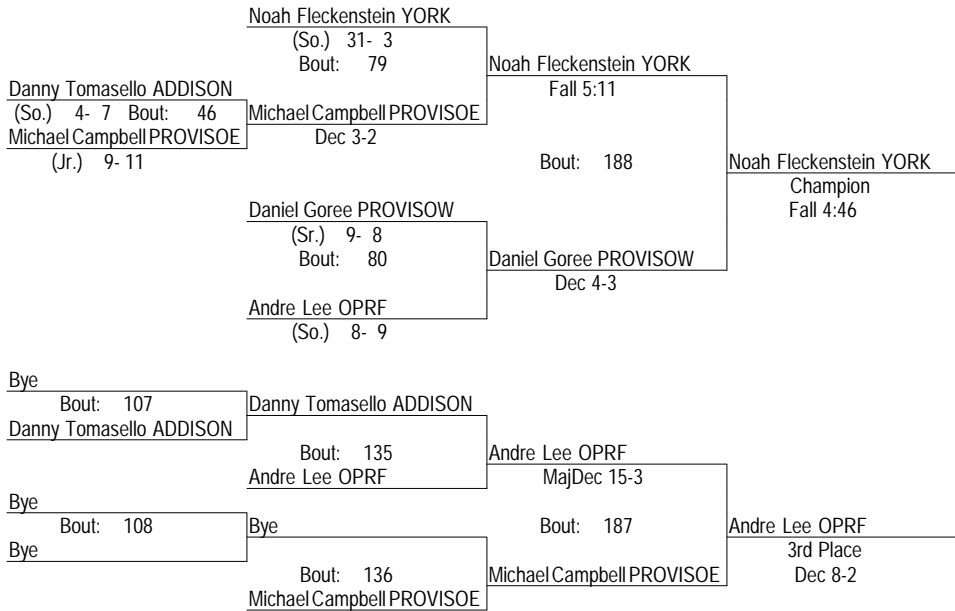 Noah Fleckenstein YORK
(So.) 31- 3
Bout: 79
Noah Fleckenstein YORK
Fall 5:11
Danny Tomasello ADDISON
(So.) 4- 7 Bout: 46
Michael Campbell PROVISOE
Dec 3-2
Michael Campbell PROVISOE
(Jr.) 9- 11
Bout: 188
Noah Fleckenstein YORK
Champion
Fall 4:46
Daniel Goree PROVISOW
(Sr.) 9- 8
Bout: 80
Daniel Goree PROVISOW
Dec 4-3
Andre Lee OPRF
(So.) 8- 9
Bye
Bout: 107
Danny Tomasello ADDISON
Danny Tomasello ADDISON
Bout: 135
Andre Lee OPRF
MajDec 15-3
Andre Lee OPRF
Bye
Bout: 108
Bye
Bye
Bout: 187
Andre Lee OPRF
3rd Place
Dec 8-2
Bout: 136
Michael Campbell PROVISOE
Michael Campbell PROVISOE